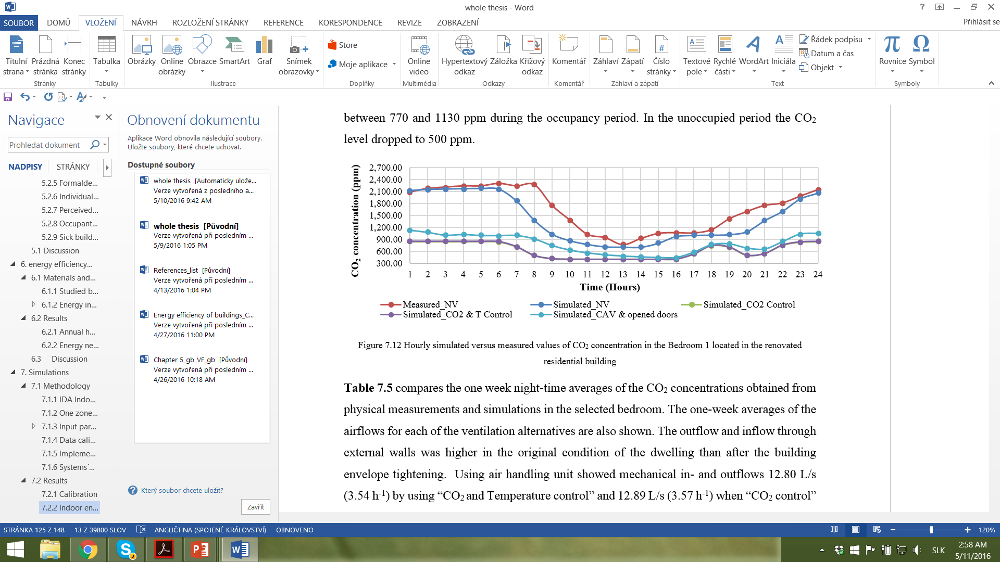 whole thesis - Word
SOUBOR DOMŮ VLOŽENÍ NÁVRH ROZLOŽENÍ STRÁNKY REFERENCE KORESPONDENCE REVIZE ZOBRAZENÍ Přihlásit se
Titulní strana
Prázdná stránka
Konec stránky
Stránky
Tabulka
Tabulky
Obrázky
Online obrázky
Obrazce
SmartArt
Graf
Snímek obrazovky
Ilustrace
Store
Moje aplikace
Doplňky
Online video
Multimédia
Hypertextový odkaz
Záložka
Křížový odkaz
Odkazy
Komentář
Komentář
Záhlaví
Zápatí
Číslo stránky
Záhlaví a zápatí
Textové pole
Rychlé části
WordArt
Iniciála
Řádek podpisu
Datum a čas
Objekt
Text
Rovnice
Symbol
Symboly
Navigace
Prohledat dokument
NADPISY STRÁNKY
5.2.5 Formalde...
5.2.6 Individual...
5.2.7 Perceived...
5.2.8 Occupant...
5.2.9 Sick build...
5.1 Discussion
6. energy efficiency...
6.1 Materials and...
6.1.1 Studied b...
6.1.2 Energy in...
6.2 Results
6.2.1 Annual h...
6.2.2 Energy ne...
6.3 Discussion
7. Simulations
7.1 Methodology
7.1.1 IDA Indo...
7.1.2 One zone...
7.1.3 Input par...
7.1.4 Data cali...
7.1.5 Impleme...
7.1.6 Systems´...
7.2 Results
7.2.1 Calibration
7.2.2 Indoor en...
Obnovení dokumentu
Aplikace Word obnovila následující soubory.
Uložte soubory, které chcete uchovat.
Dostupné soubory
whole thesis [Automaticky ulože...
Verze vytvořená z posledního a...
5/10/2016 9:42 AM
whole thesis [Původní]
Verze vytvořená při posledním ...
5/9/2016 1:05 PM
References_list [Původní]
Verze vytvořená při posledním ...
4/13/2016 1:04 PM
Energy efficiency of buildings_C...
Verze vytvořená při posledním ...
4/27/2016 11:00 PM
Chapter 5_gb_VF_gb [Původní]
Verze vytvořená při posledním ...
4/26/2016 10:18 AM
Který soubor chcete uložit?
Zavřít
between 770 and 1130 ppm during the occupancy period. In the unoccupied period the CO₂
level dropped to 500 ppm.
CO₂ concentration (ppm)
2,700.00
2,400.00
2,100.00
1,800.00
1,500.00
1,200.00
900.00
600.00
300.00
1 2 3 4 5 6 7 8 9 10 11 12 13 14 15 16 17 18 19 20 21 22 23 24
Time (Hours)
Measured_NV Simulated_NV Simulated_CO2 Control
Simulated_CO2 & T Control Simulated_CAV & opened doors
Figure 7.12 Hourly simulated versus measured values of CO₂ concentration in the Bedroom 1 located in the renovated
residential building
Table 7.5 compares the one week night-time averages of the CO₂ concentrations obtained from
physical measurements and simulations in the selected bedroom. The one-week averages of the
airflows for each of the ventilation alternatives are also shown. The outflow and inflow through
external walls was higher in the original condition of the dwelling than after the building
envelope tightening. Using air handling unit showed mechanical in- and outflows 12.80 L/s
(3.54 h⁻¹) by using “CO₂ and Temperature control” and 12.89 L/s (3.57 h⁻¹) when “CO₂ control”
STRÁNKA 125 Z 148 13 Z 39800 SLOV ANGLIČTINA (SPOJENÉ KRÁLOVSTVÍ) OBNOVENO 120%
SLK
2:58 AM
5/11/2016